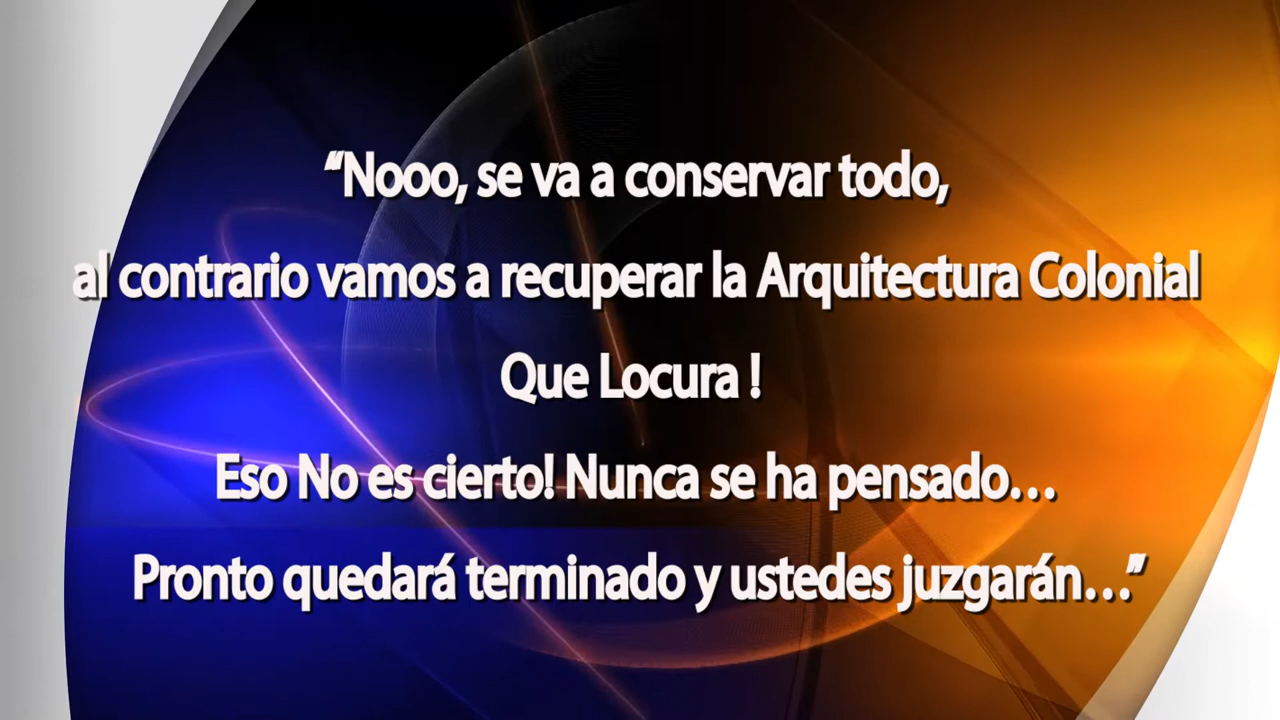 “Nooo, se va a conservar todo,
al contrario vamos a recuperar la Arquitectura Colonial
Que Locura !
Eso No es cierto! Nunca se ha pensado…
Pronto quedará terminado y ustedes juzgarán…”